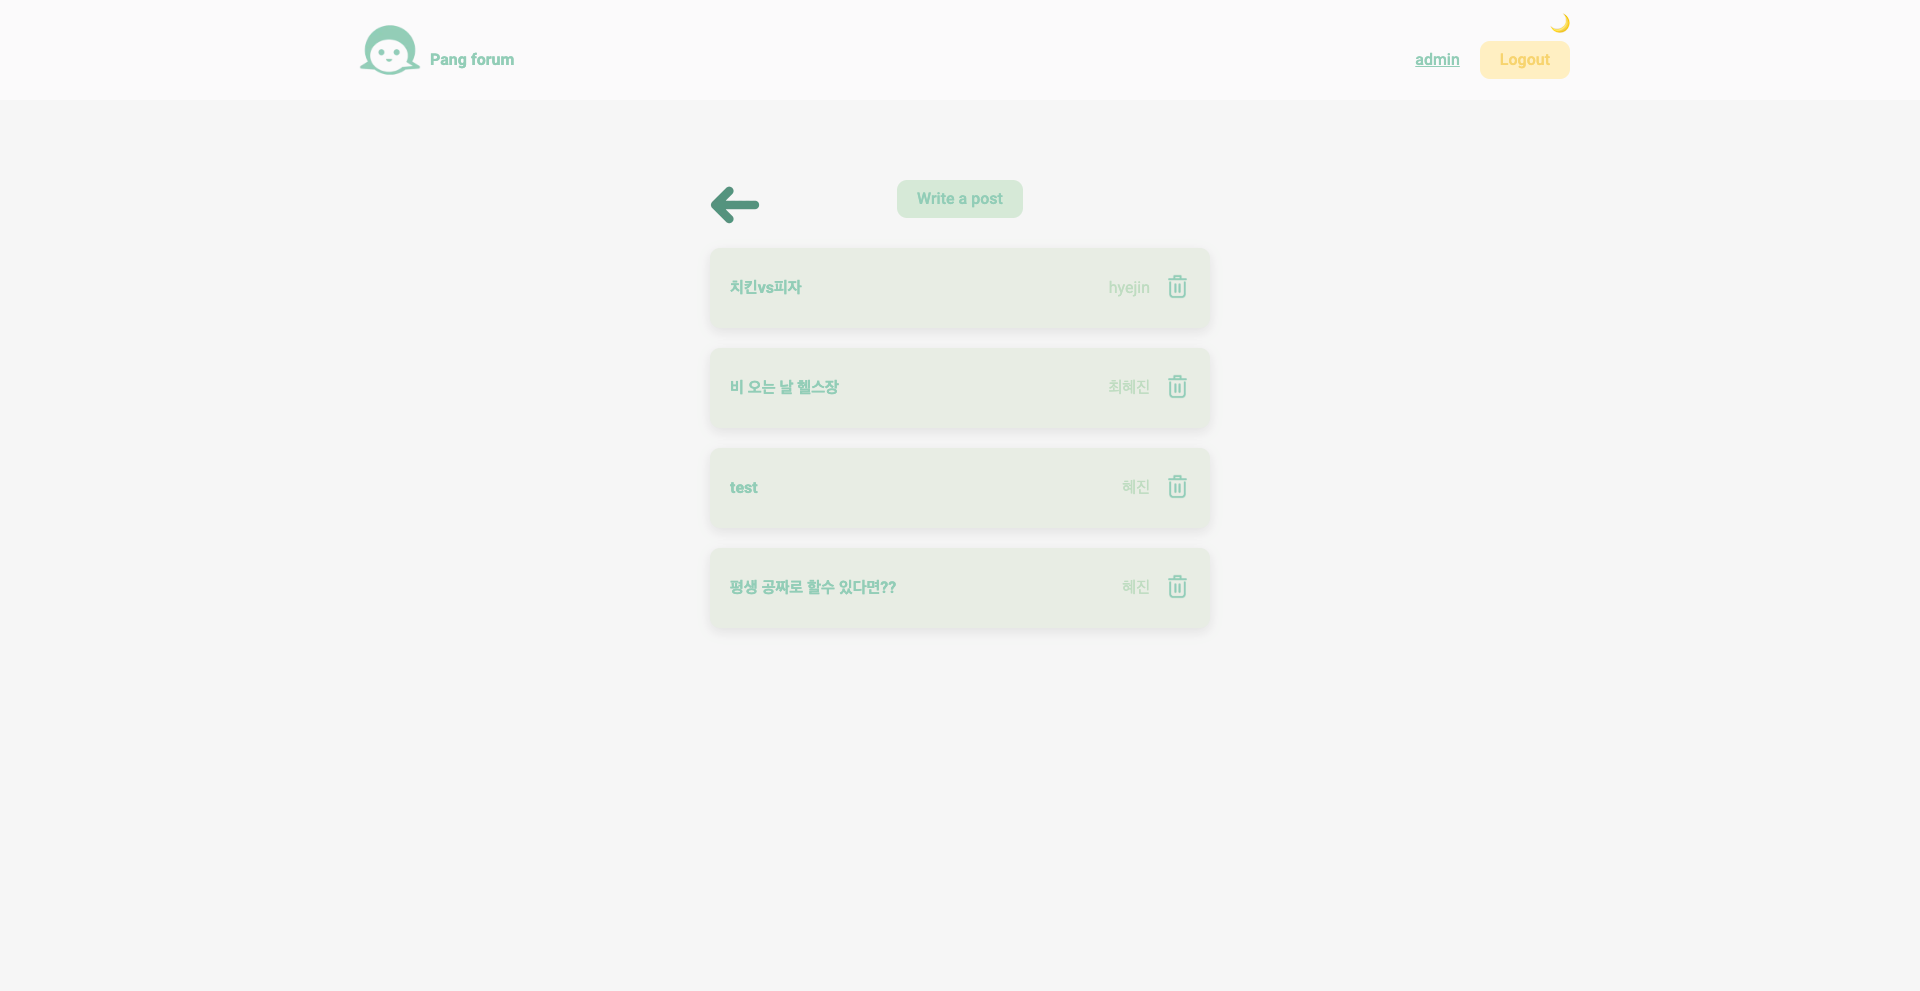 Pang forum
admin
Logout
Write a post
치킨vs피자
hyejin
비 오는 날 헬스장
최혜진
test
혜진
평생 공짜로 할수 있다면??
혜진